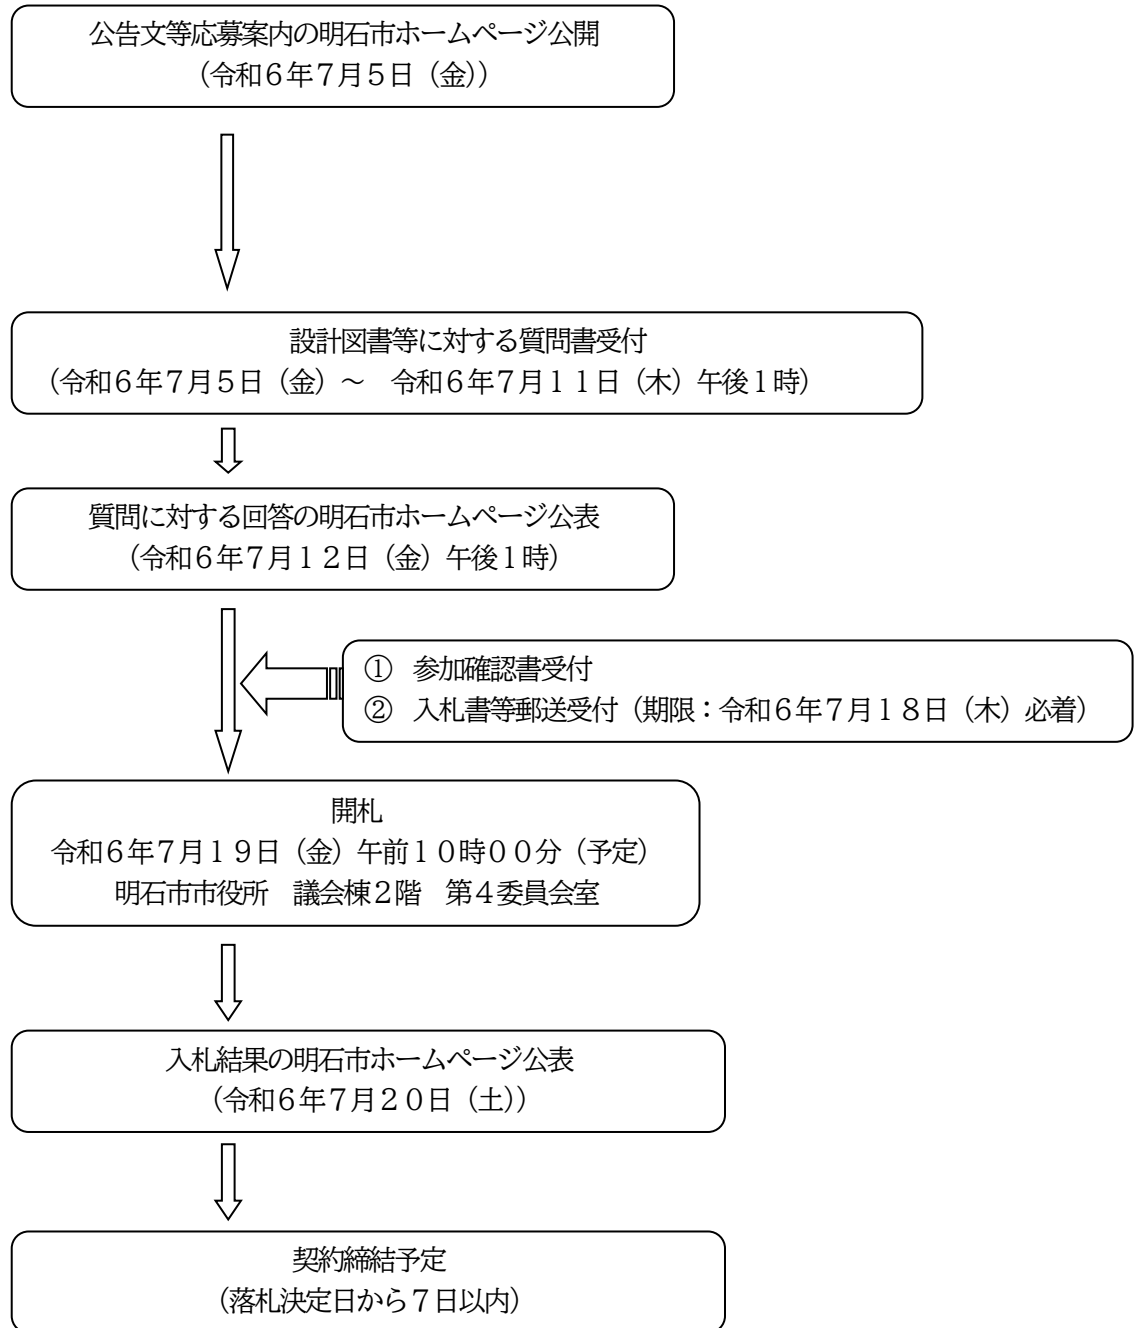 公告文等応募案内の明石市ホームページ公開
（令和６年７月５日（金））
設計図書等に対する質問書受付
（令和６年７月５日（金）～　令和６年７月１１日（木）午後１時）
質問に対する回答の明石市ホームページ公表
（令和６年７月１２日（金）午後１時）
①　参加確認書受付
②　入札書等郵送受付（期限：令和６年７月１８日（木）必着）
開札
令和６年７月１９日（金）午前１０時００分（予定）
明石市市役所　議会棟２階　第４委員会室
入札結果の明石市ホームページ公表
（令和６年７月２０日（土））
契約締結予定
（落札決定日から７日以内）